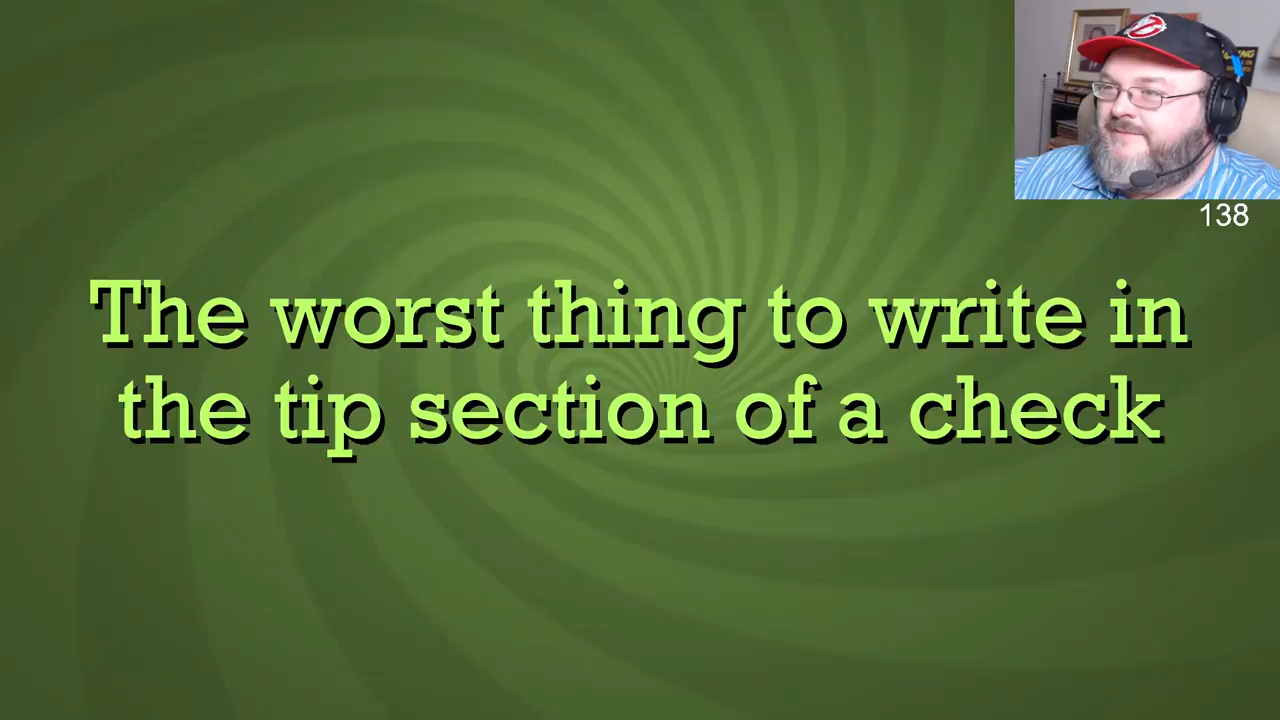 138
The worst thing to write in
the tip section of a check